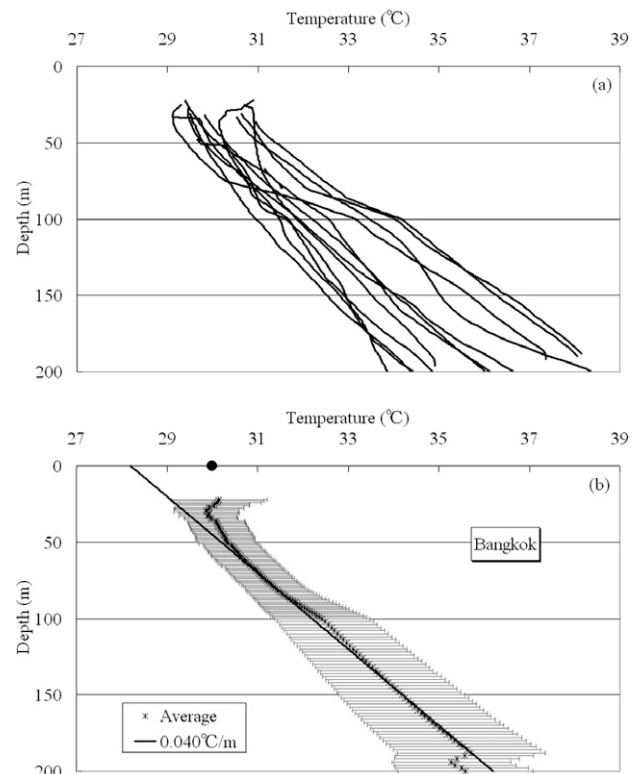 Temperature (℃)
27 29 31 33 35 37 39
0
(a)
50
100
150
200
Depth (m)
Temperature (℃)
27 29 31 33 35 37 39
0
(b)
Bangkok
50
100
150
200
Depth (m)
Average
0.040℃/m